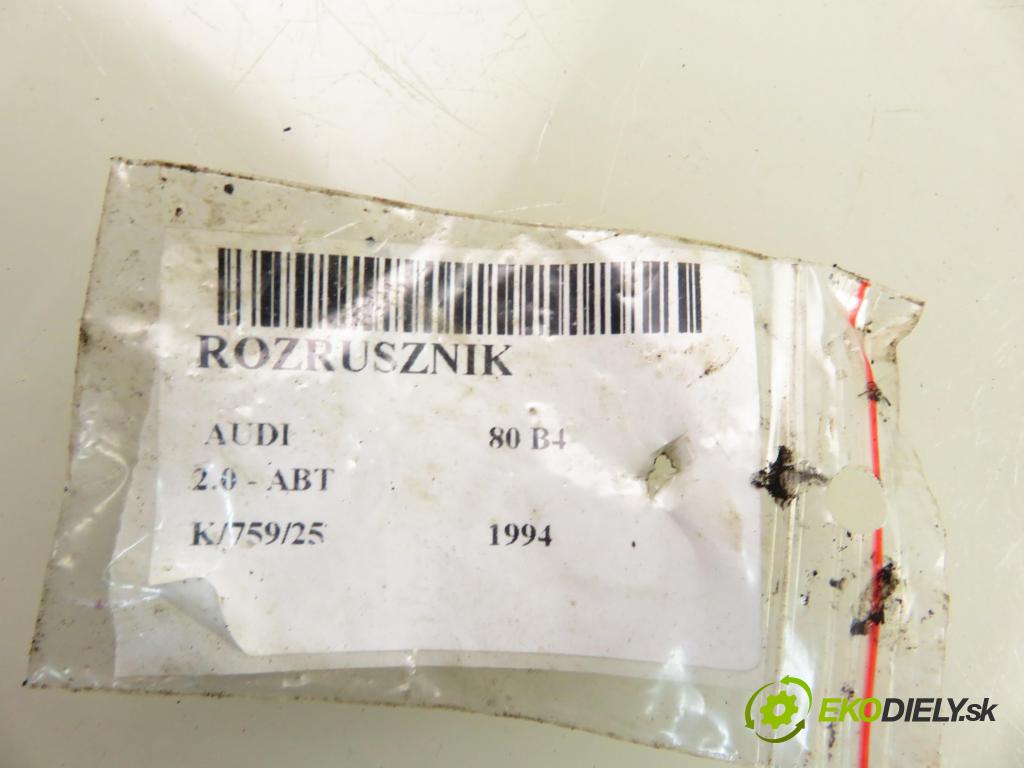 ROZRUSZNIK
AUDI 80 B4
2.0 - ABT
K/759/25 1994
EKODIELY.sk